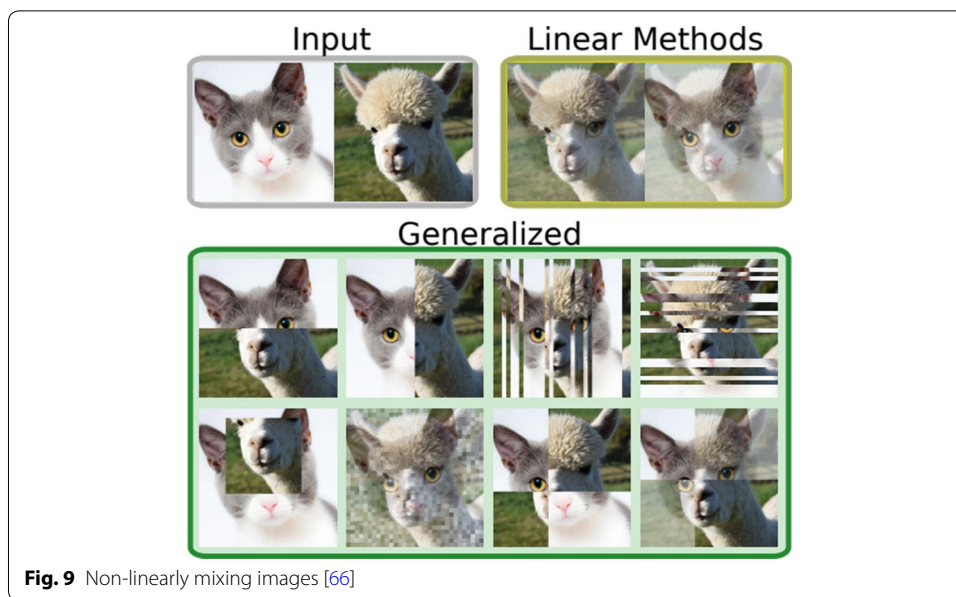 Input
Linear Methods
Generalized
Fig. 9 Non-linearly mixing images [66]